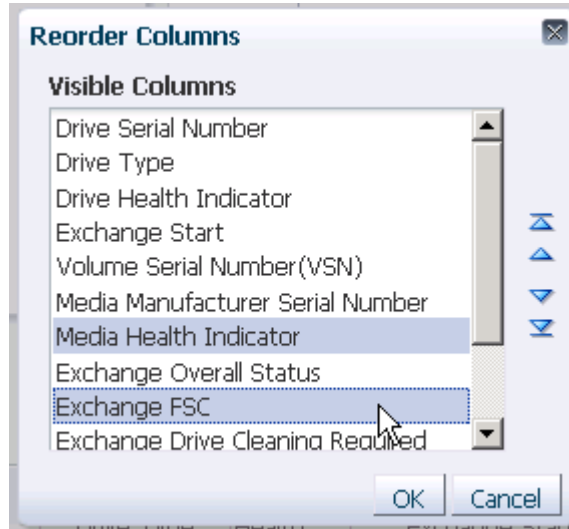 Reorder Columns
Visible Columns
Drive Serial Number
Drive Type
Drive Health Indicator
Exchange Start
Volume Serial Number(VSN)
Media Manufacturer Serial Number
Media Health Indicator
Exchange Overall Status
Exchange FSC
Exchange Drive Cleaning Required
OK Cancel